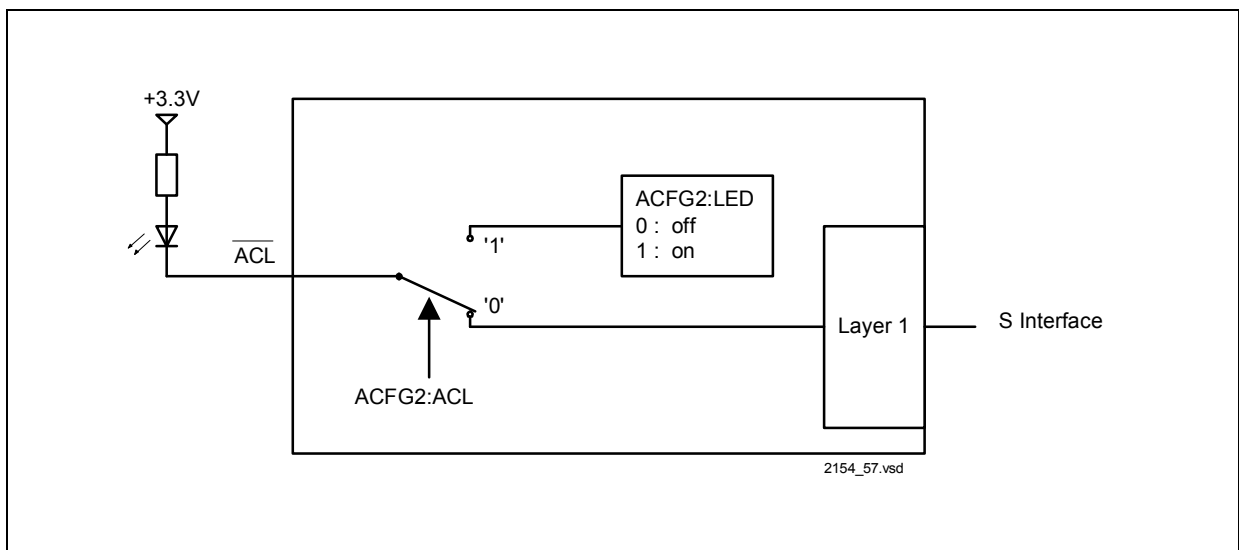 +3.3V
ACL
'1'
ACFG2:LED
0 : off
1 : on
'0'
ACFG2:ACL
Layer 1
S Interface
2154_57.vsd